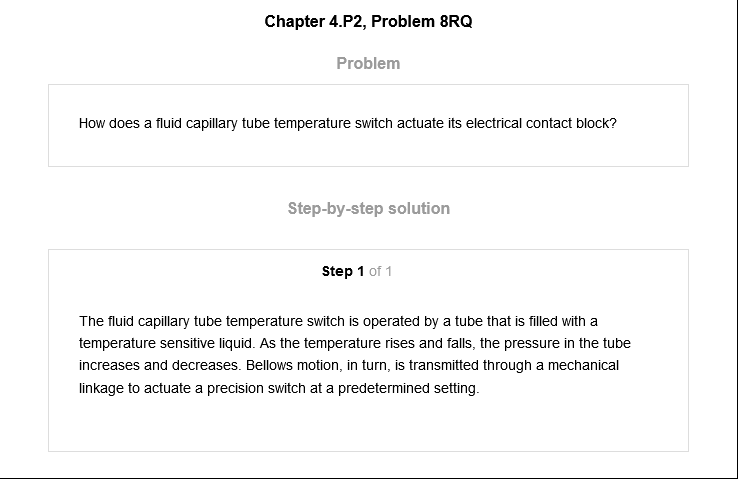 Chapter 4.P2, Problem 8RQ
Problem
How does a fluid capillary tube temperature switch actuate its electrical contact block?
Step-by-step solution
Step 1 of 1
The fluid capillary tube temperature switch is operated by a tube that is filled with a
temperature sensitive liquid. As the temperature rises and falls, the pressure in the tube
increases and decreases. Bellows motion, in turn, is transmitted through a mechanical
linkage to actuate a precision switch at a predetermined setting.